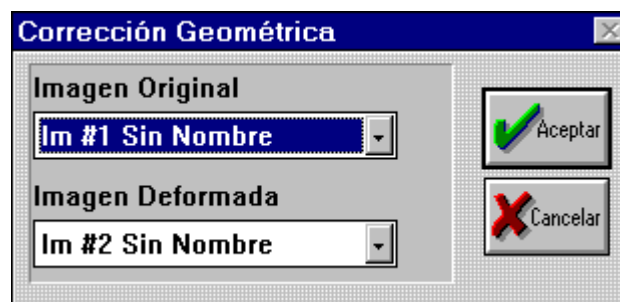 Corrección Geométrica
Imagen Original
Im #1 Sin Nombre
Aceptar
Imagen Deformada
Im #2 Sin Nombre
Cancelar